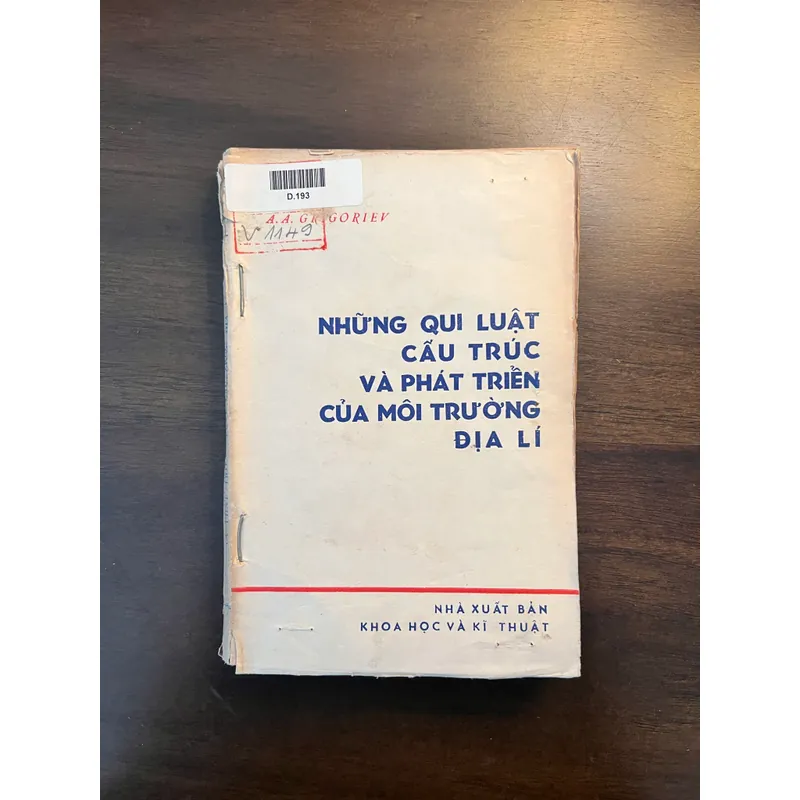 D.193
A. A. GRIGORIEV
V 1149
NHỮNG QUI LUẬT
CẤU TRÚC
VÀ PHÁT TRIỂN
CỦA MÔI TRƯỜNG
ĐỊA LÍ
NHÀ XUẤT BẢN
KHOA HỌC VÀ KĨ THUẬT